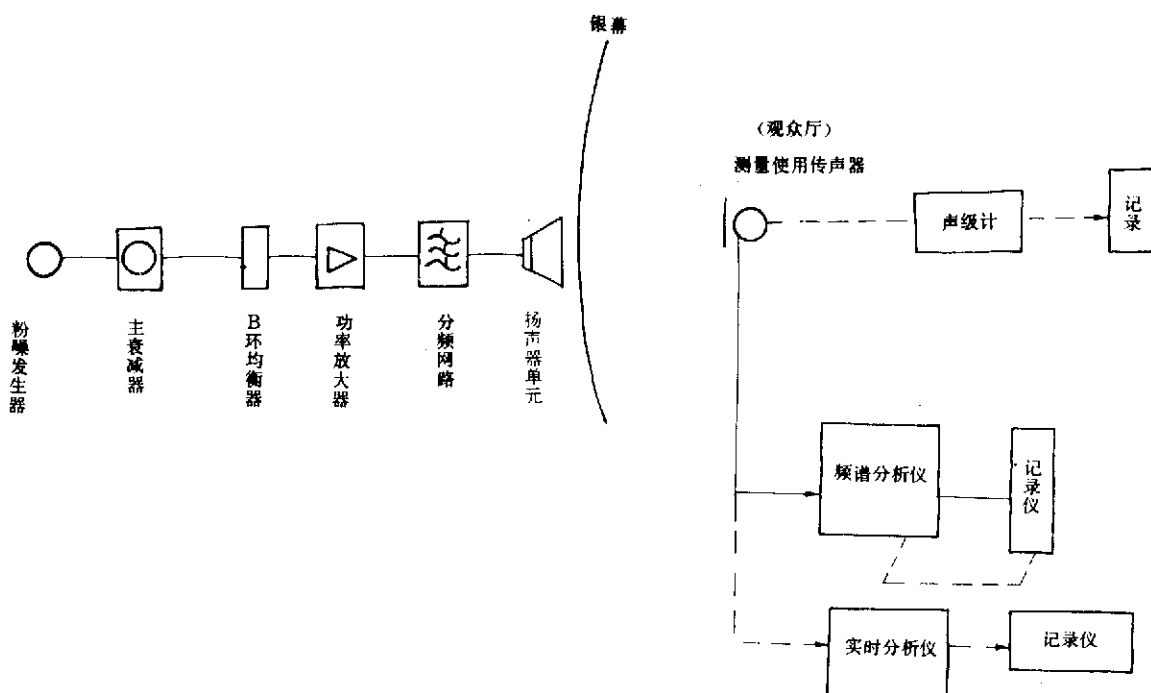 银幕
（观众厅）
测量使用传声器
声级计
记录
粉噪发生器
主衰减器
B环均衡器
功率放大器
分频网路
扬声器单元
频谱分析仪
记录仪
实时分析仪
记录仪